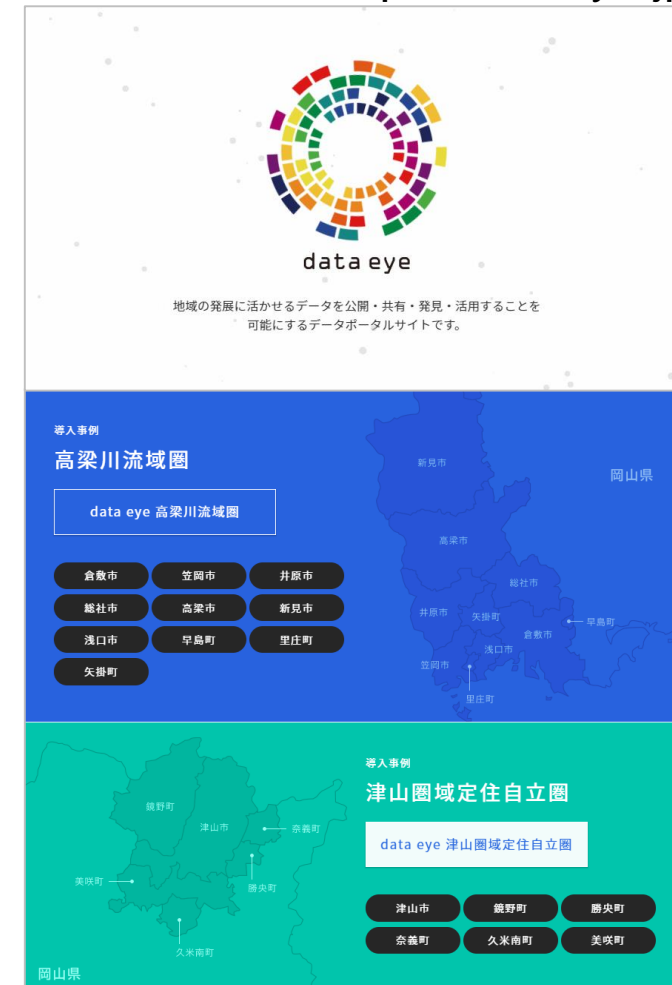 data eye
地域の発展に活かせるデータを公開・共有・発見・活用することを
可能にするデータポータルサイトです。
導入事例
高梁川流域圏
data eye 高梁川流域圏
倉敷市 笠岡市 井原市
総社市 高梁市 新見市
浅口市 早島町 里庄町
矢掛町
新見市
岡山県
高梁市
総社市
井原市
矢掛町
早島町
倉敷市
浅口市
笠岡市
里庄町
導入事例
津山圏域定住自立圏
data eye 津山圏域定住自立圏
津山市 鏡野町 勝央町
奈義町 久米南町 美咲町
鏡野町
津山市
奈義町
美咲町
勝央町
久米南町
岡山県